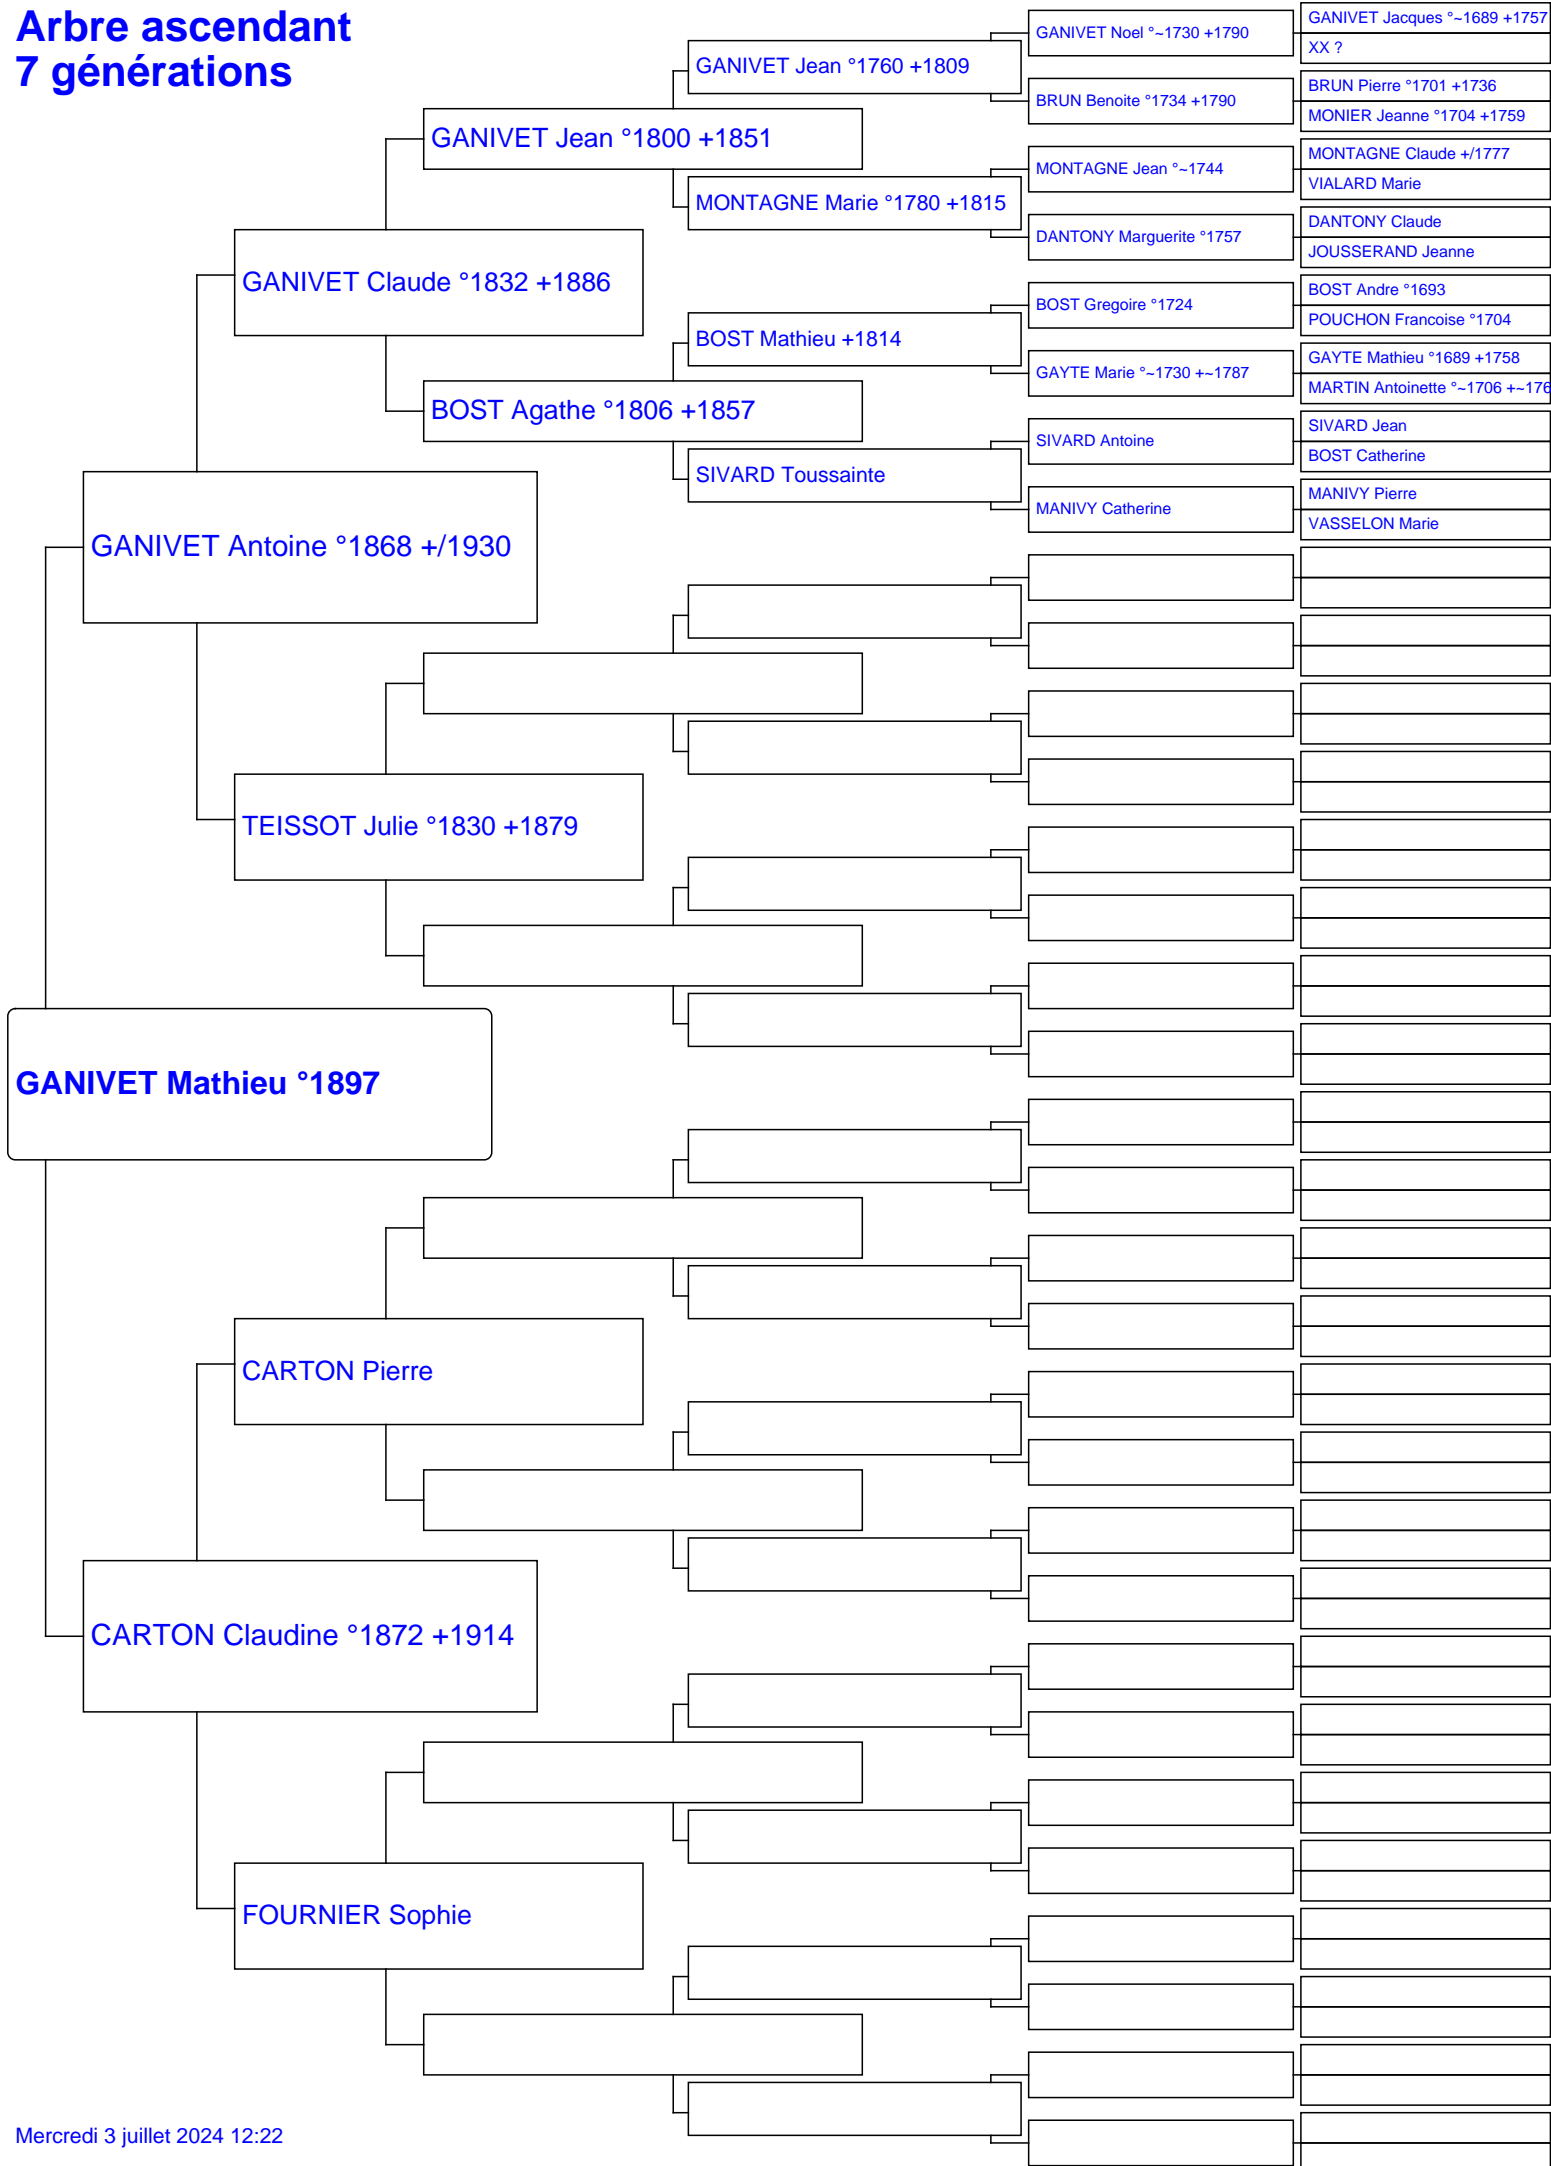 Arbre ascendant
7 générations
GANIVET Mathieu °1897
GANIVET Antoine °1868 +/1930
CARTON Claudine °1872 +1914
GANIVET Claude °1832 +1886
TEISSOT Julie °1830 +1879
CARTON Pierre
FOURNIER Sophie
GANIVET Jean °1800 +1851
BOST Agathe °1806 +1857
GANIVET Jean °1760 +1809
MONTAGNE Marie °1780 +1815
BOST Mathieu +1814
SIVARD Toussainte
GANIVET Noel °~1730 +1790
BRUN Benoite °1734 +1790
MONTAGNE Jean °~1744
DANTONY Marguerite °1757
BOST Gregoire °1724
GAYTE Marie °~1730 +~1787
SIVARD Antoine
MANIVY Catherine
GANIVET Jacques °~1689 +1757
XX ?
BRUN Pierre °1701 +1736
MONIER Jeanne °1704 +1759
MONTAGNE Claude +/1777
VIALARD Marie
DANTONY Claude
JOUSSERAND Jeanne
BOST Andre °1693
POUCHON Francoise °1704
GAYTE Mathieu °1689 +1758
MARTIN Antoinette °~1706 +~176
SIVARD Jean
BOST Catherine
MANIVY Pierre
VASSELON Marie
Mercredi 3 juillet 2024 12:22